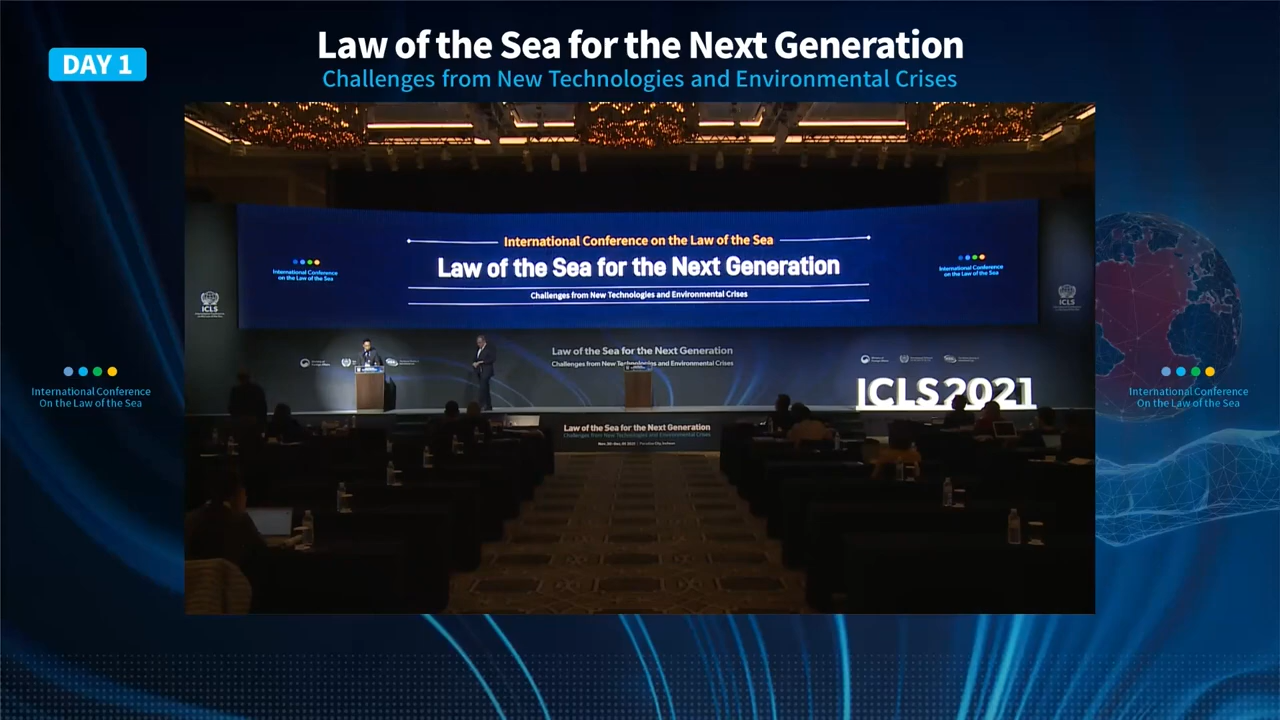 DAY 1
Law of the Sea for the Next Generation
Challenges from New Technologies and Environmental Crises
International Conference on the Law of the Sea
Law of the Sea for the Next Generation
Challenges from New Technologies and Environmental Crises
International Conference
on the Law of the Sea
International Conference
on the Law of the Sea
ICLS
ICLS
Law of the Sea for the Next Generation
Challenges from New Technologies and Environmental Crises
ICLS2021
Law of the Sea for the Next Generation
Challenges from New Technologies and Environmental Crises
International Conference
On the Law of the Sea
International Conference
On the Law of the Sea